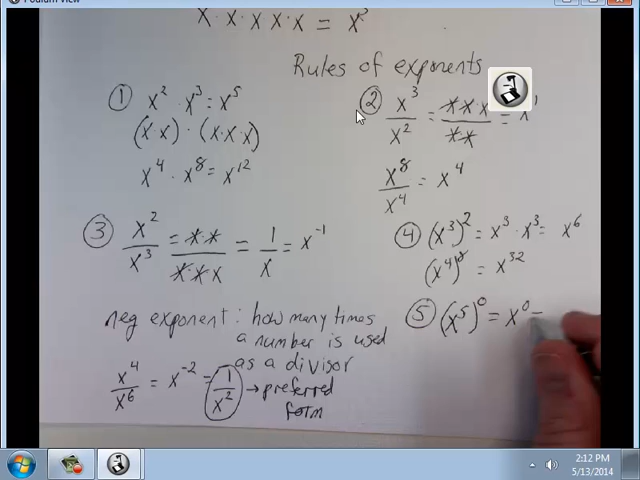 Podium View
x · x · x x · x = x⁵
Rules of exponents
① x² · x³ = x⁵
(x·x) · (x·x·x)
x⁴ · x⁸ = x¹²
② x³/x² = x·x·x/x·x = x¹
x⁸/x⁴ = x⁴
③ x²/x³ = x·x/x·x·x = 1/x = x⁻¹
④ (x³)² = x³ · x³ = x⁶
(x⁴)⁸ = x³²
⑤ (x⁵)⁰ = x⁰ =
neg exponent : how many times
a number is used
as a divisor
x⁴/x⁶ = x⁻² = 1/x² → preferred
form
2:12 PM
5/13/2014